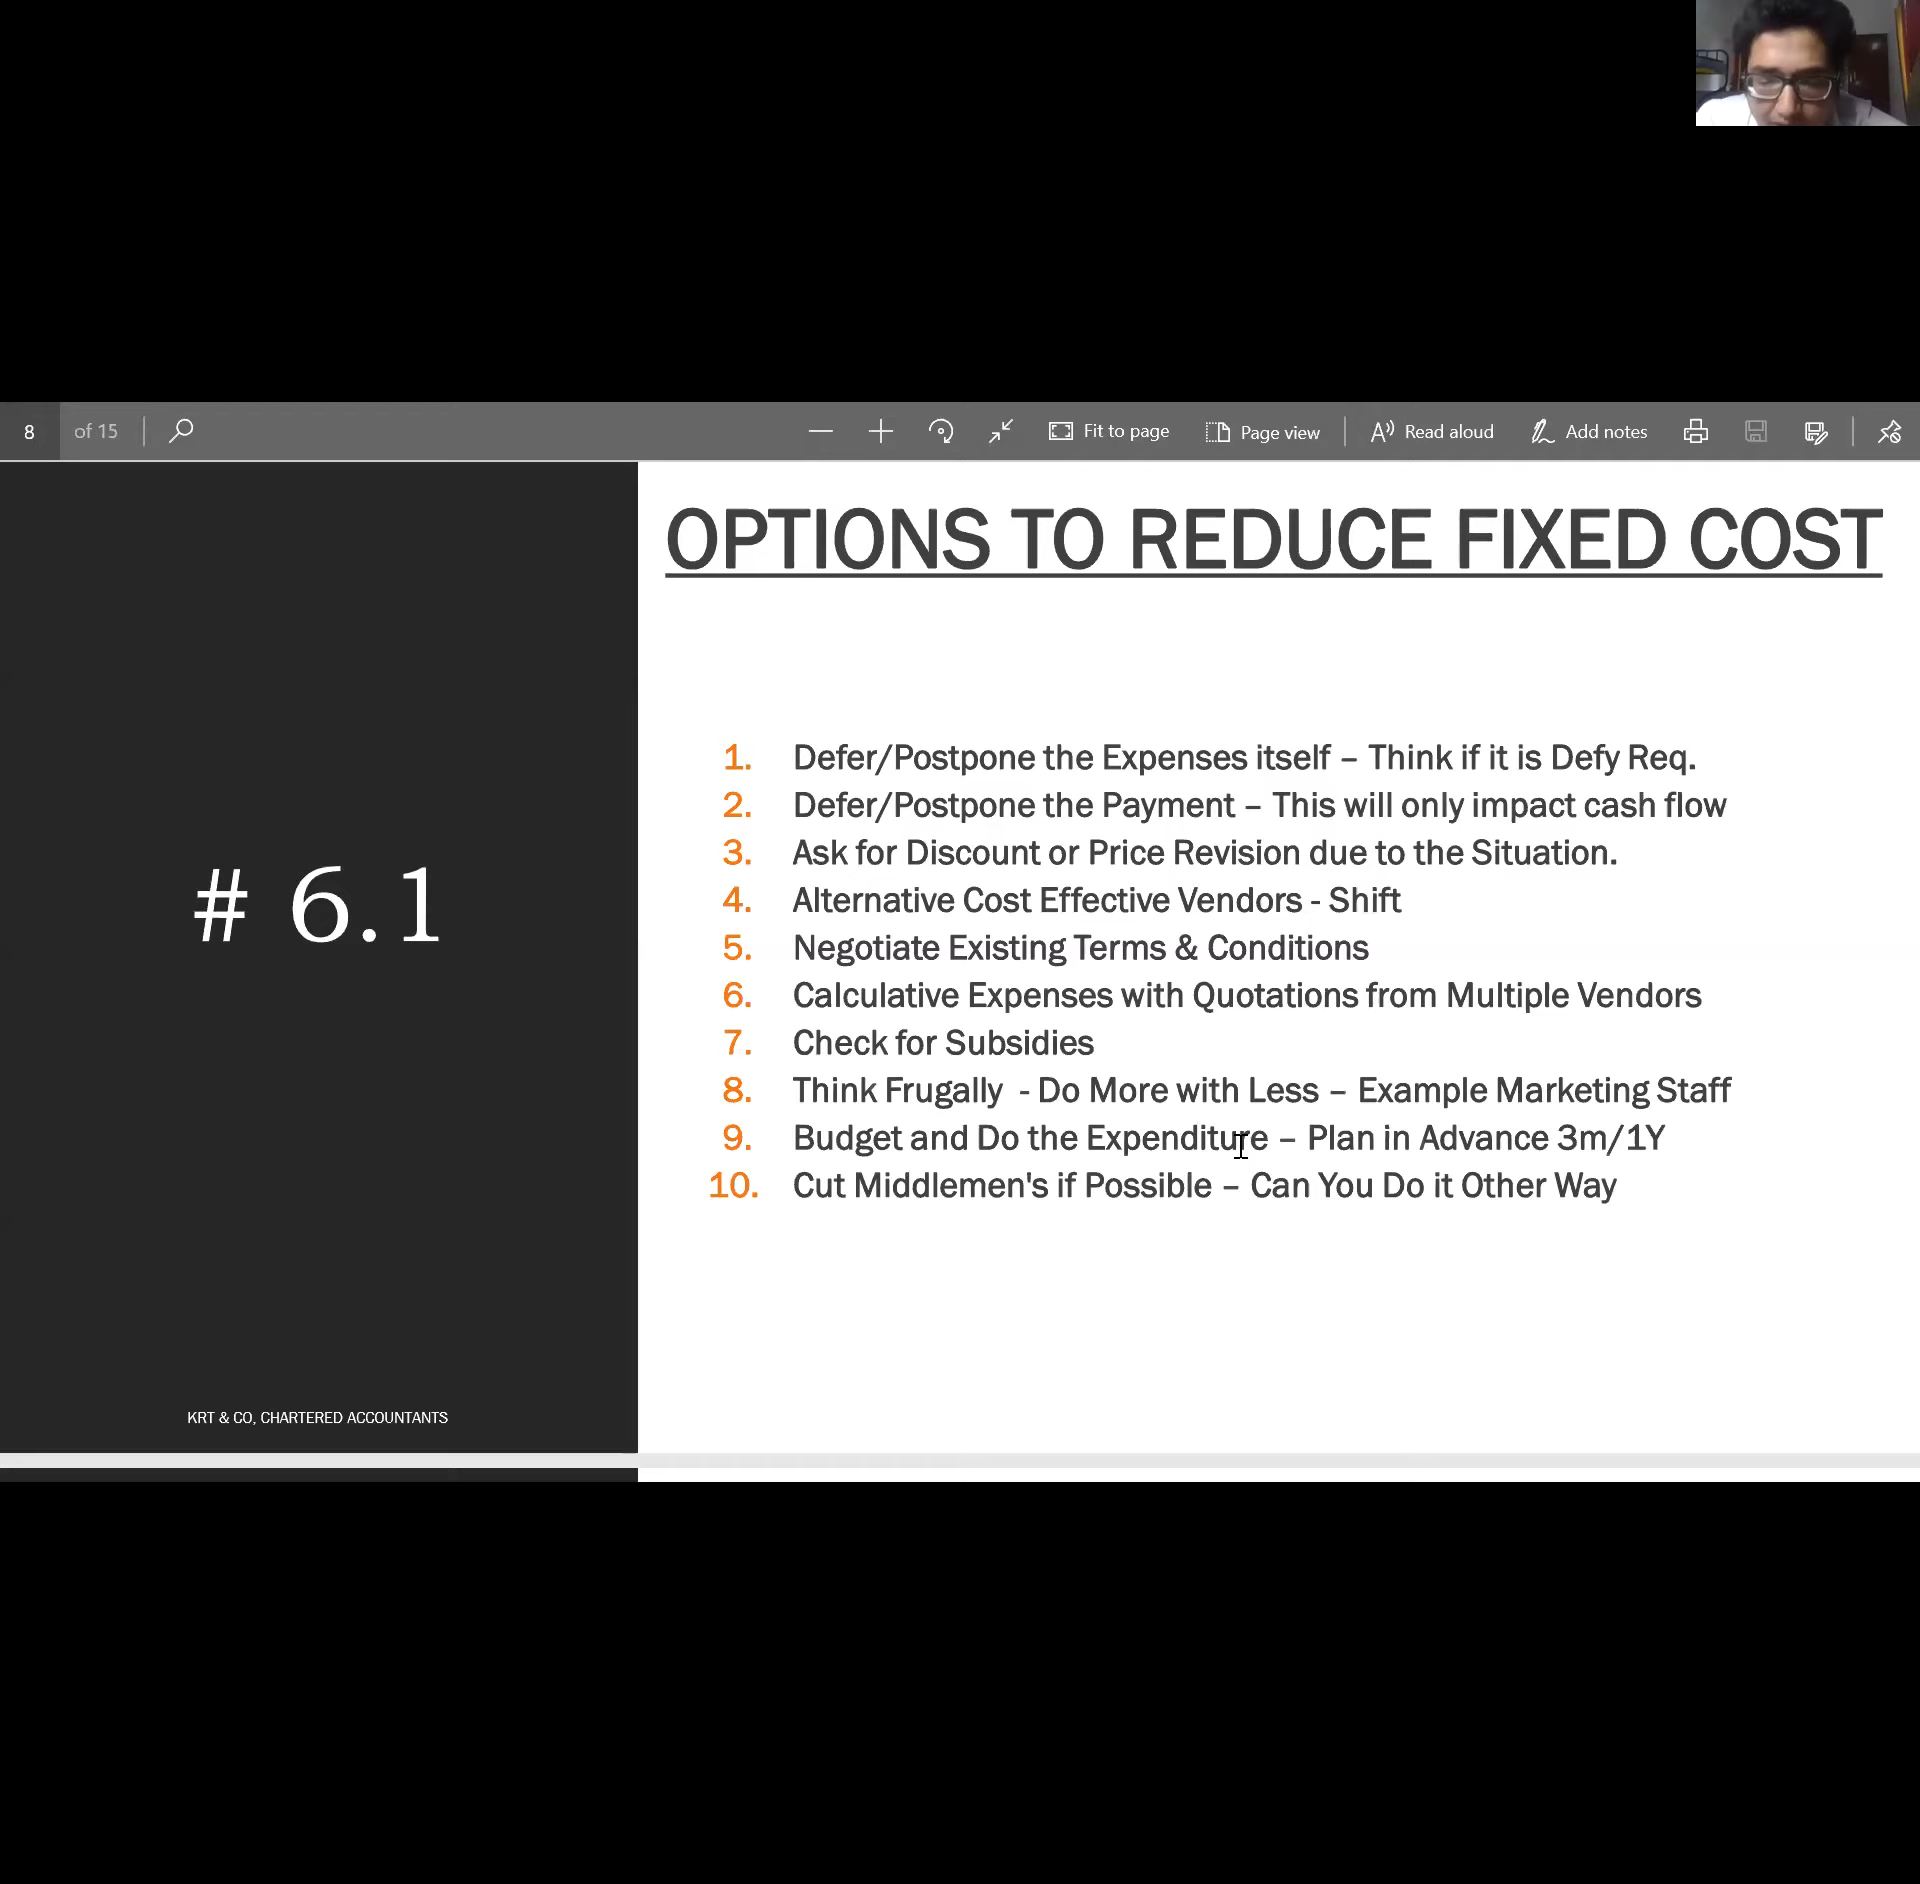 8 of 15 Fit to page Page view Read aloud Add notes
OPTIONS TO REDUCE FIXED COST
# 6.1
1. Defer/Postpone the Expenses itself – Think if it is Defy Req.
2. Defer/Postpone the Payment – This will only impact cash flow
3. Ask for Discount or Price Revision due to the Situation.
4. Alternative Cost Effective Vendors - Shift
5. Negotiate Existing Terms & Conditions
6. Calculative Expenses with Quotations from Multiple Vendors
7. Check for Subsidies
8. Think Frugally - Do More with Less – Example Marketing Staff
9. Budget and Do the Expenditure – Plan in Advance 3m/1Y
10. Cut Middlemen's if Possible – Can You Do it Other Way
KRT & CO, CHARTERED ACCOUNTANTS